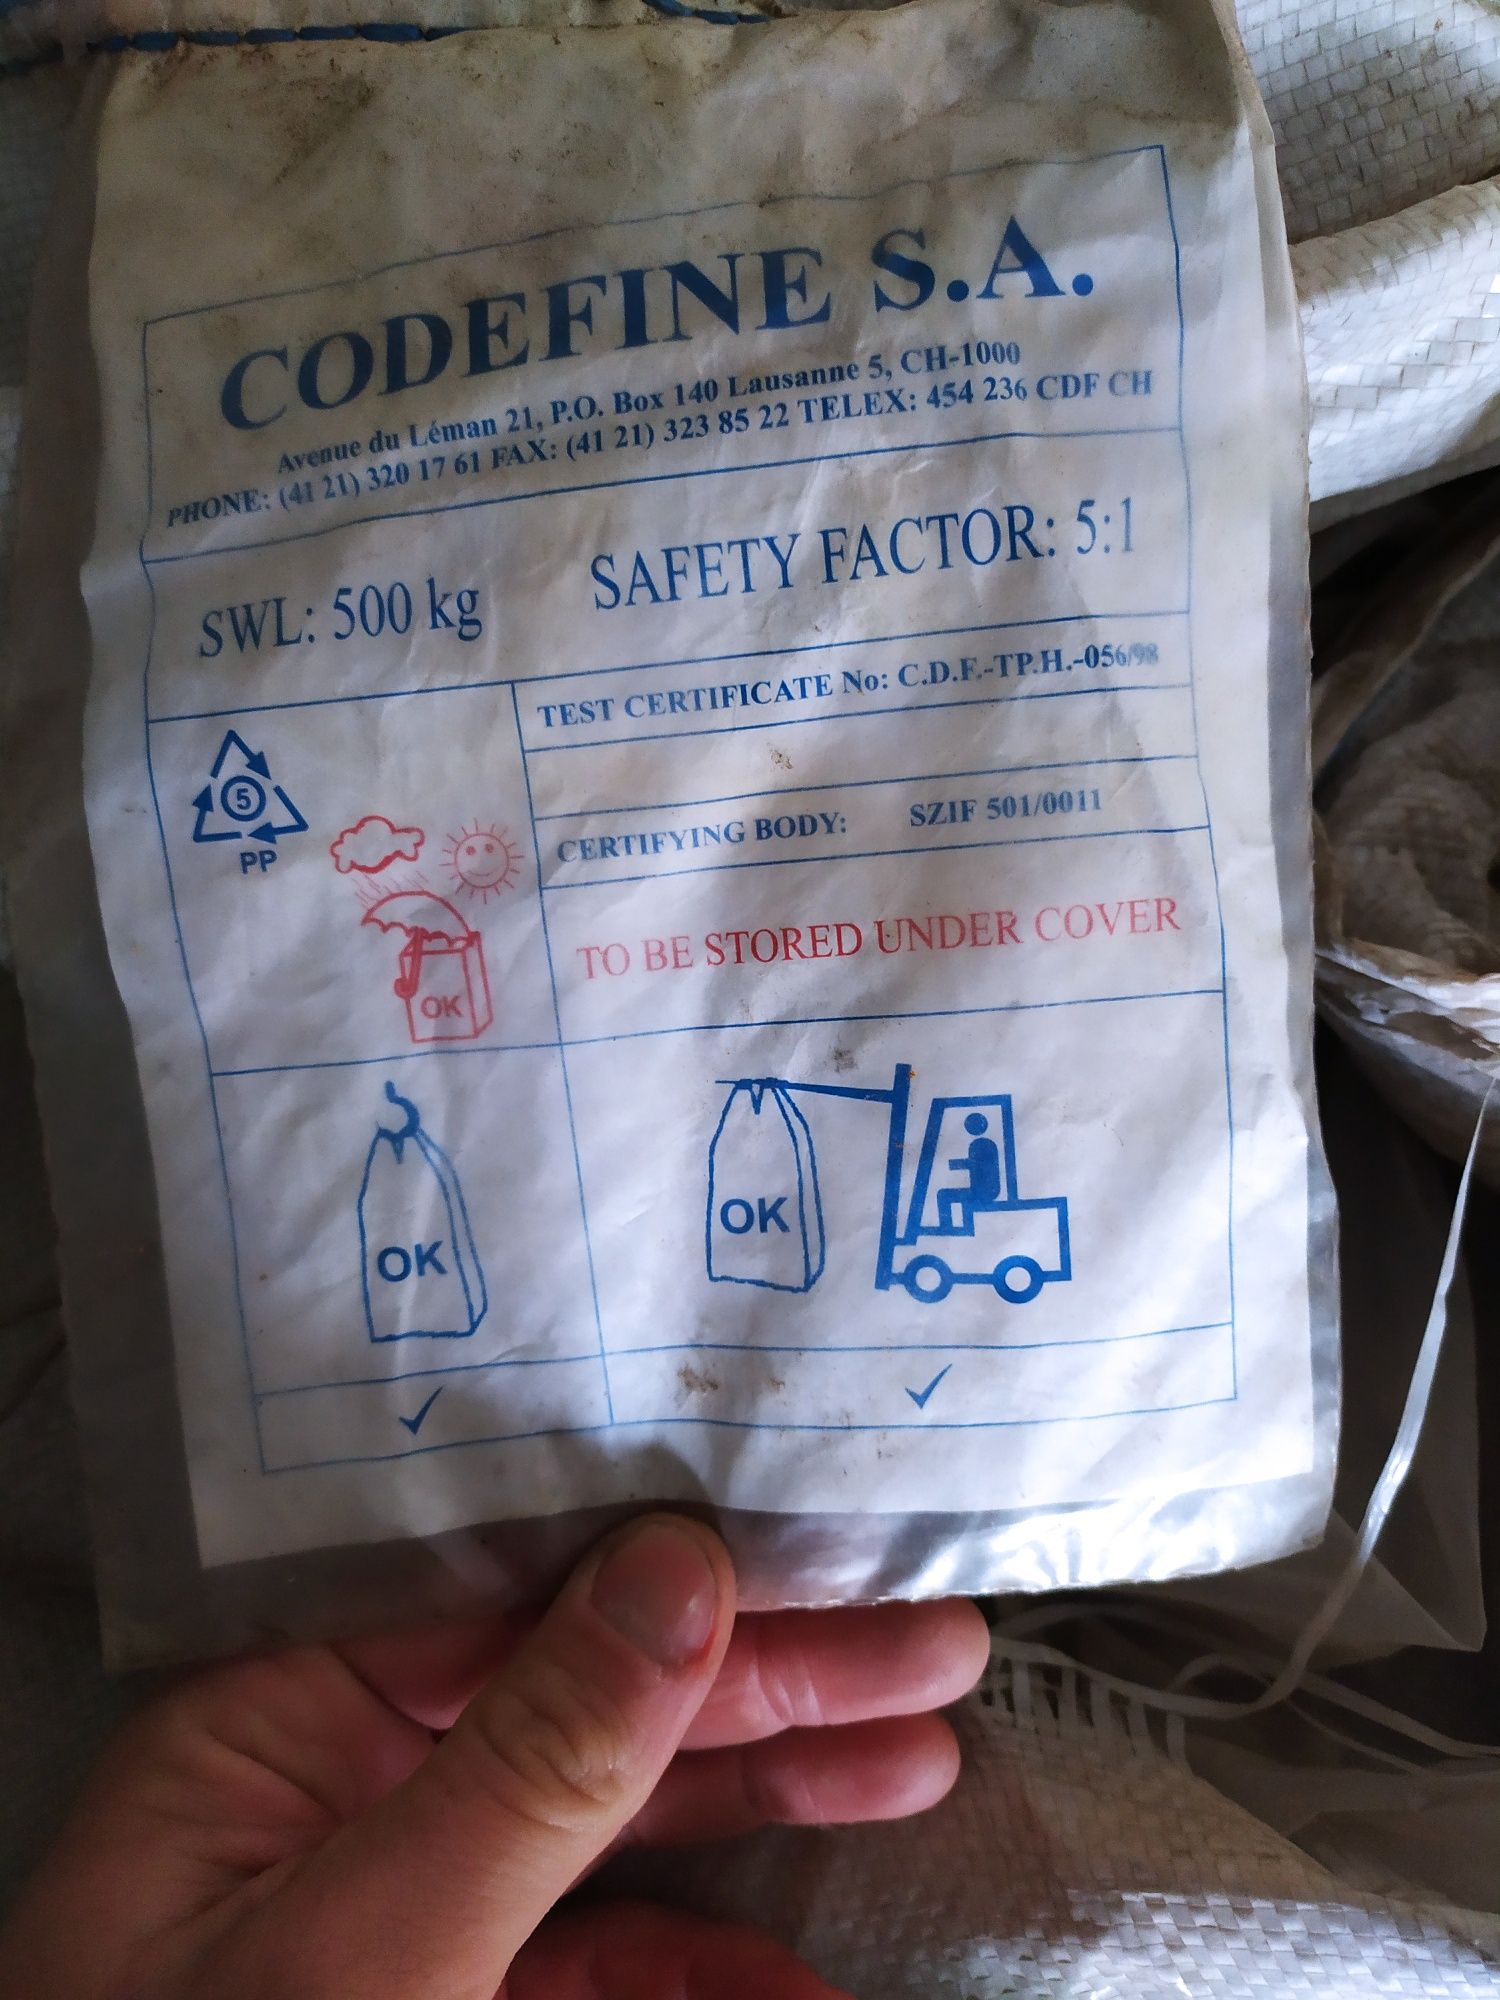 CODEFINE S.A.
Avenue du Léman 21, P.O. Box 140 Lausanne 5, CH-1000
PHONE: (41 21) 320 17 61 FAX: (41 21) 323 85 22 TELEX: 454 236 CDF CH
SWL: 500 kg SAFETY FACTOR: 5:1
TEST CERTIFICATE No: C.D.F.-TP.H.-056/98
5
PP
CERTIFYING BODY: SZIF 501/0011
TO BE STORED UNDER COVER
OK
OK
OK